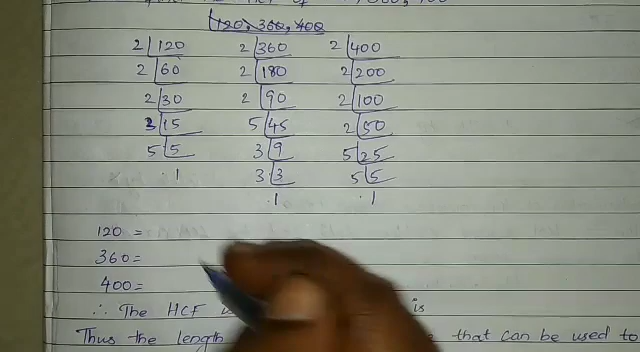 120, 360, 400
2 120 2 360 2 400
2 60 2 180 2 200
2 30 2 90 2 100
3 15 5 45 2 50
5 5 3 9 5 25
1 3 3 5 5
1 1
120 =
360 =
400 =
∴ The HCF is
Thus the length that can be used to